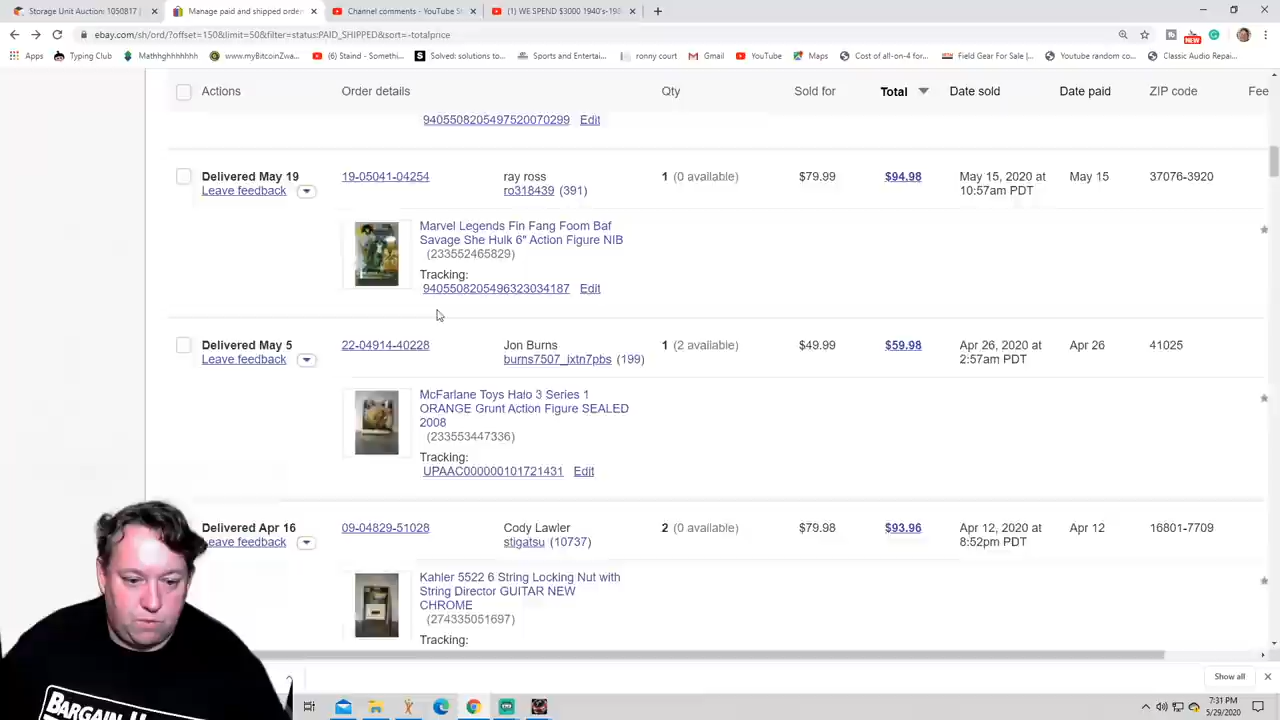 Storage Unit Auction: 1050817 | Manage paid and shipped order | Channel comments - YouTube St | (1) WE SPEND $3000 1940's-198
ebay.com/sh/ord/?offset=150&limit=50&filter=status:PAID_SHIPPED&sort=-totalprice
NEW
Apps Typing Club Mathhghhhhhhh www.myBitcoinZwa... (6) Staind - Somethi... Solved: solutions to... Sports and Entertai... ronny court Gmail YouTube Maps Cost of all-on-4 for... Field Gear For Sale |... Youtube random co... Classic Audio Repai...
Actions Order details Qty Sold for Total Date sold Date paid ZIP code Fee
9405508205497520070299 Edit
Delivered May 19 19-05041-04254 ray ross 1 (0 available) $79.99 $94.98 May 15, 2020 at May 15 37076-3920
Leave feedback ro318439 (391) 10:57am PDT
Marvel Legends Fin Fang Foom Baf
Savage She Hulk 6" Action Figure NIB
(233552465829)
Tracking:
9405508205496323034187 Edit
Delivered May 5 22-04914-40228 Jon Burns 1 (2 available) $49.99 $59.98 Apr 26, 2020 at Apr 26 41025
Leave feedback burns7507_ixtn7pbs (199) 2:57am PDT
McFarlane Toys Halo 3 Series 1
ORANGE Grunt Action Figure SEALED
2008
(233553447336)
Tracking:
UPAAC000000101721431 Edit
Delivered Apr 16 09-04829-51028 Cody Lawler 2 (0 available) $79.98 $93.96 Apr 12, 2020 at Apr 12 16801-7709
Leave feedback stigatsu (10737) 8:52pm PDT
Kahler 5522 6 String Locking Nut with
String Director GUITAR NEW
CHROME
(274335051697)
Tracking:
Show all
BARGAIN
7:31 PM
5/29/2020